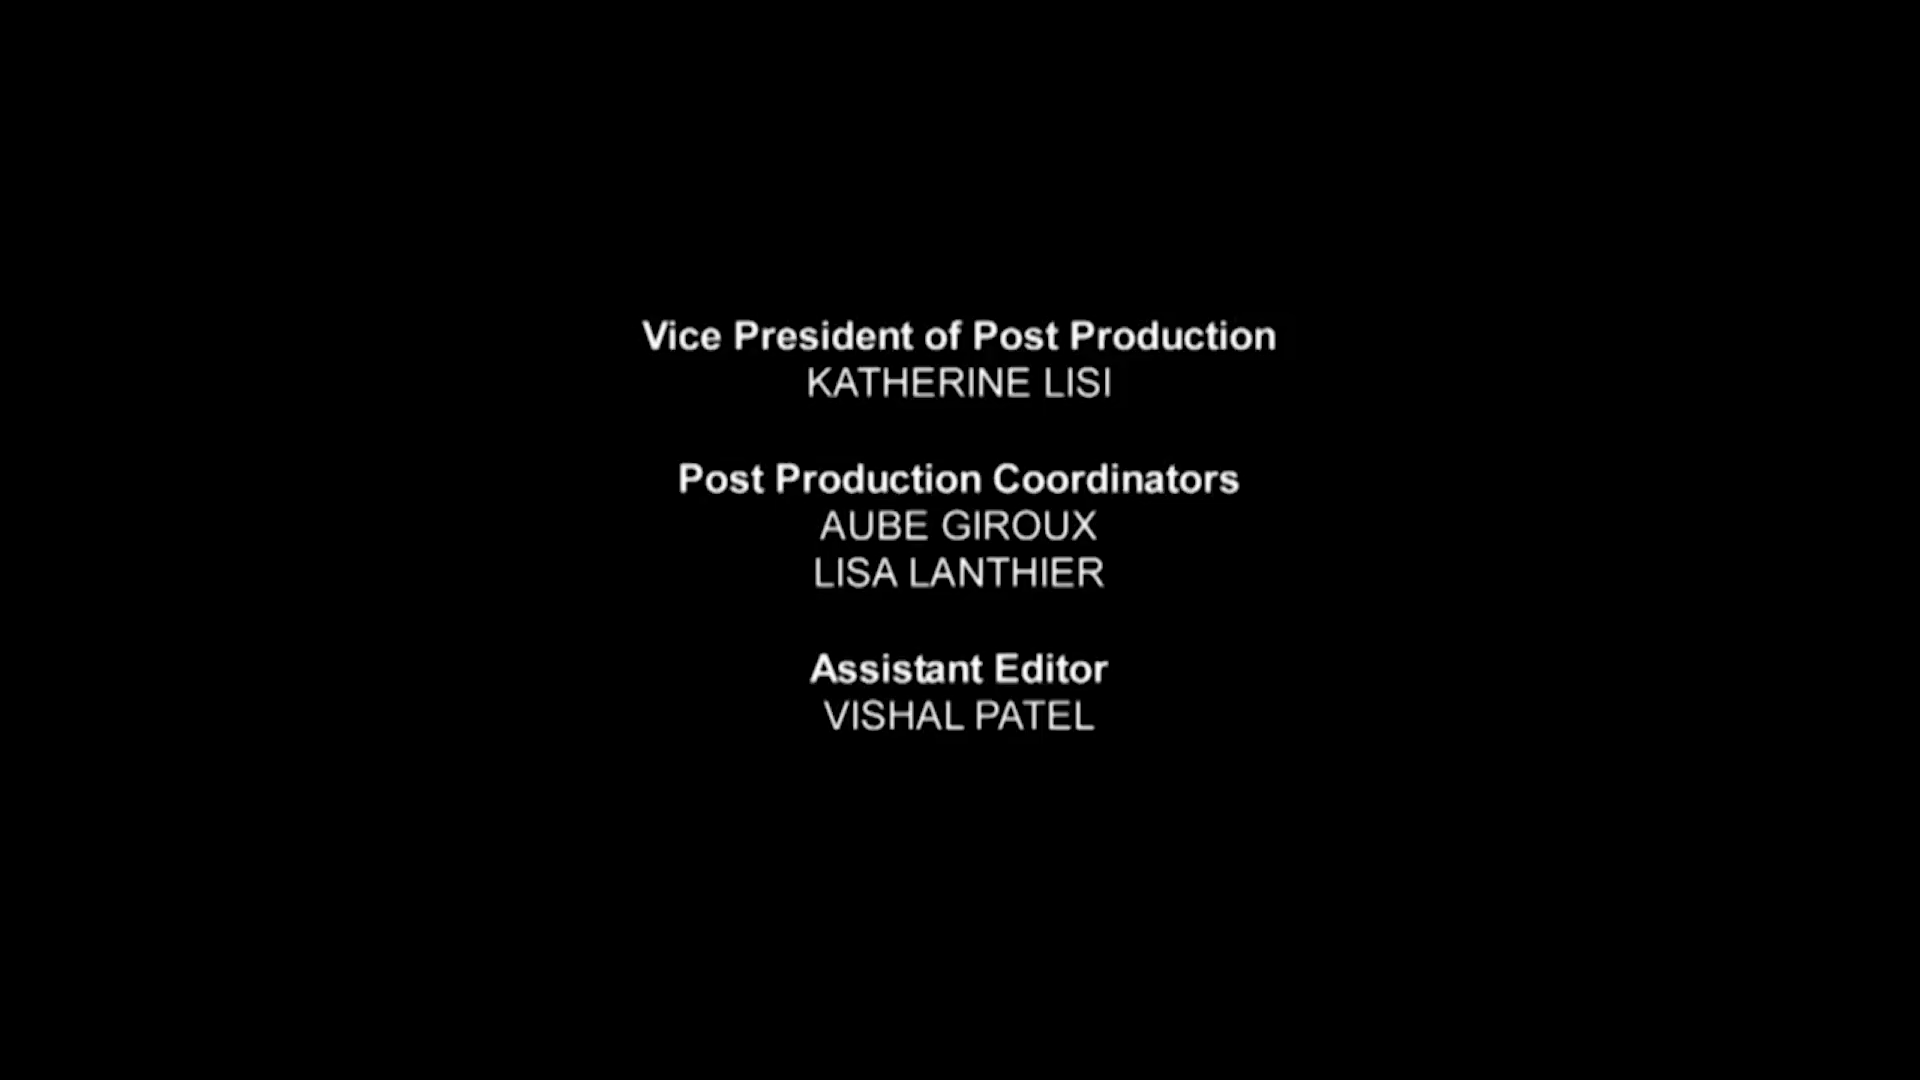 Vice President of Post Production
KATHERINE LISI
Post Production Coordinators
AUBE GIROUX
LISA LANTHIER
Assistant Editor
VISHAL PATEL